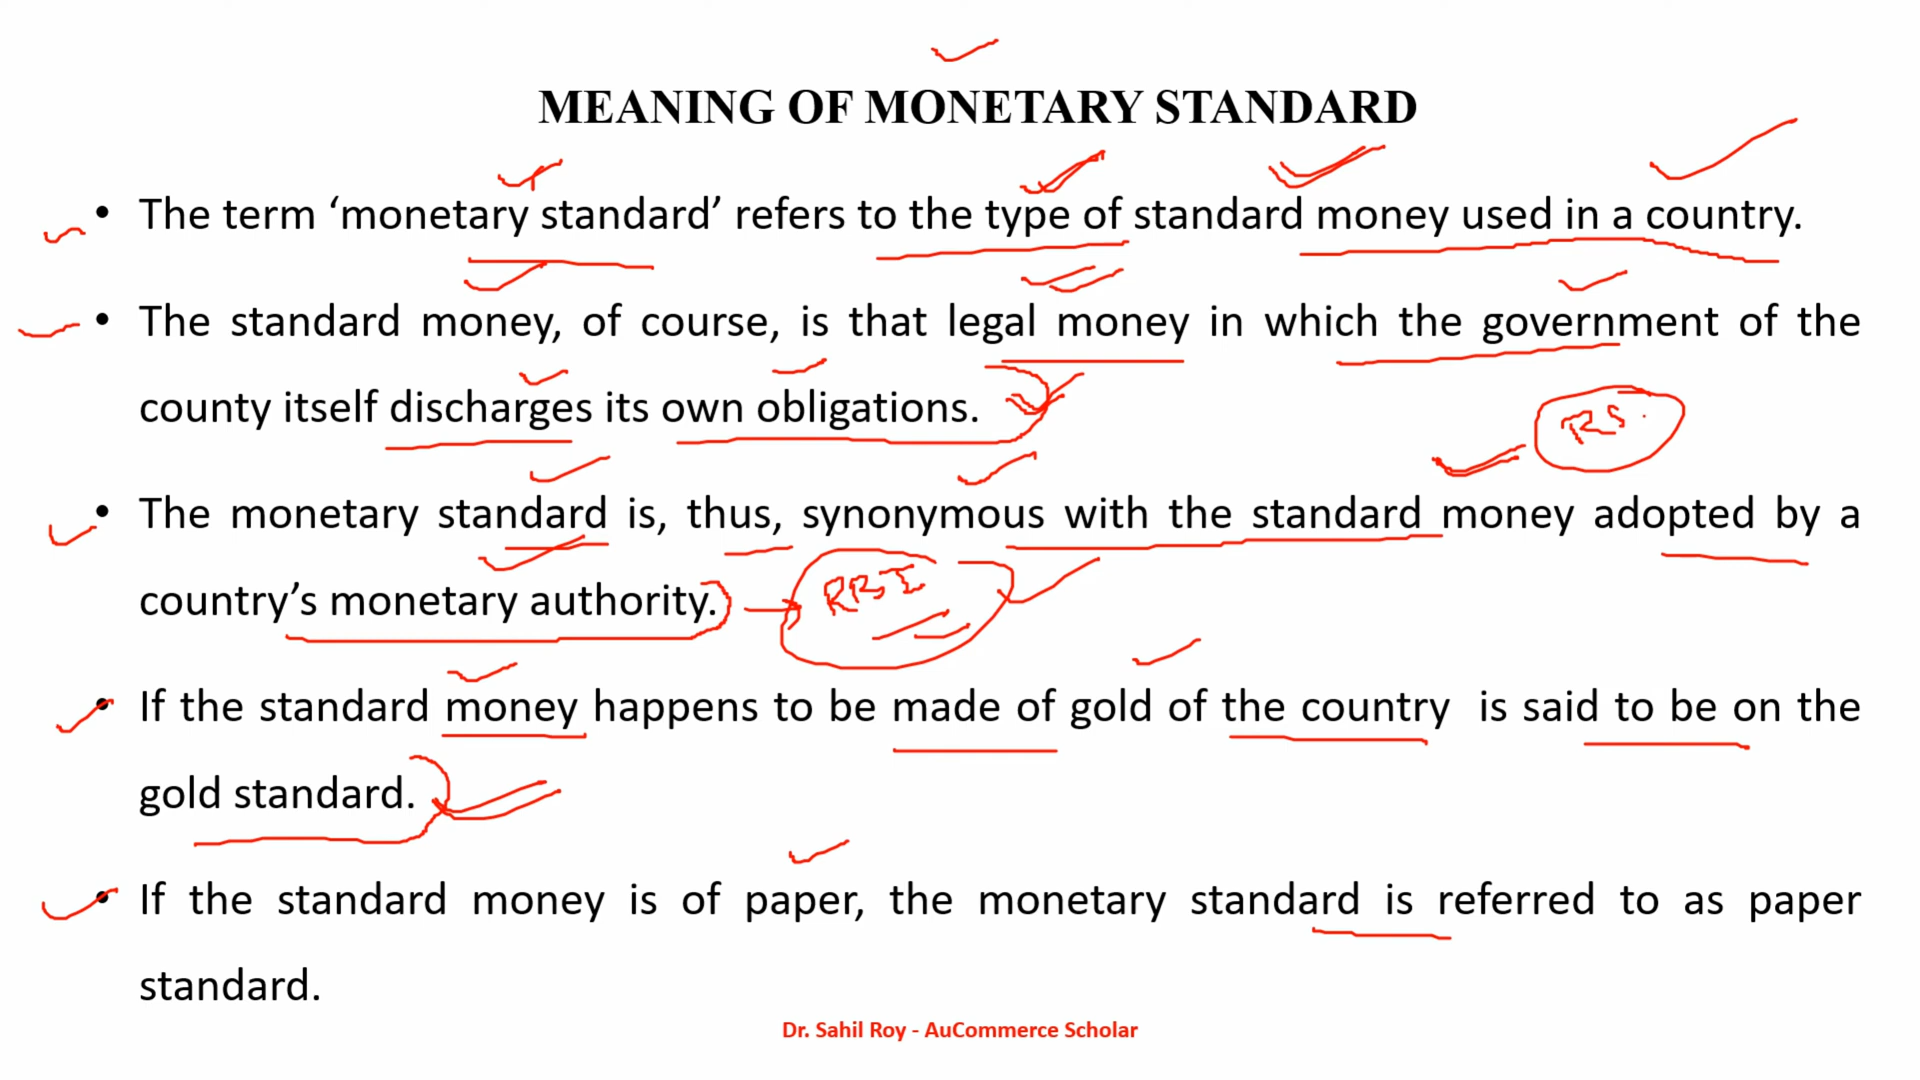 MEANING OF MONETARY STANDARD
• The term ‘monetary standard’ refers to the type of standard money used in a country.
• The standard money, of course, is that legal money in which the government of the
county itself discharges its own obligations.
RS.
• The monetary standard is, thus, synonymous with the standard money adopted by a
country’s monetary authority.
RBI
• If the standard money happens to be made of gold of the country is said to be on the
gold standard.
• If the standard money is of paper, the monetary standard is referred to as paper
standard.
Dr. Sahil Roy - AuCommerce Scholar